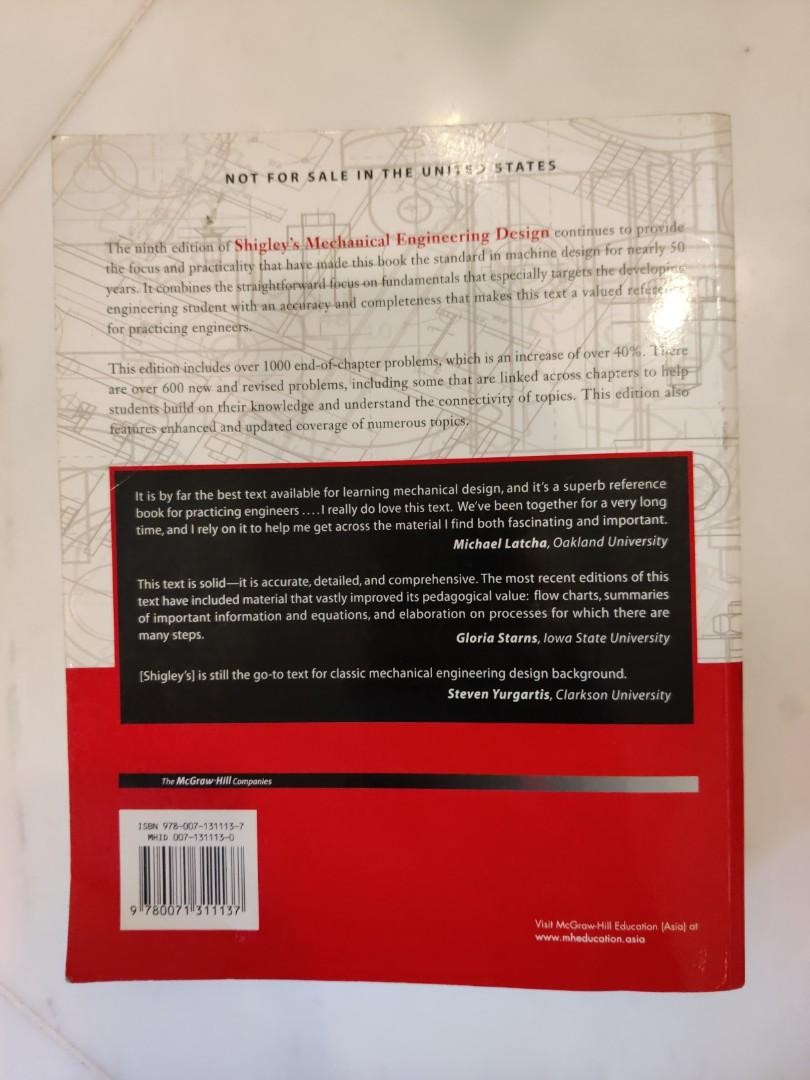 NOT FOR SALE IN THE UNITED STATES
The ninth edition of Shigley's Mechanical Engineering Design continues to provide
the focus and practicality that have made this book the standard in machine design for nearly 50
years. It combines the straightforward focus on fundamentals that especially targets the developing
engineering student with an accuracy and completeness that makes this text a valued reference
for practicing engineers.
This edition includes over 1000 end-of-chapter problems, which is an increase of over 40%. There
are over 600 new and revised problems, including some that are linked across chapters to help
students build on their knowledge and understand the connectivity of topics. This edition also
features enhanced and updated coverage of numerous topics.
It is by far the best text available for learning mechanical design, and it's a superb reference
book for practicing engineers ....I really do love this text. We've been together for a very long
time, and I rely on it to help me get across the material I find both fascinating and important.
Michael Latcha, Oakland University
This text is solid—it is accurate, detailed, and comprehensive. The most recent editions of this
text have included material that vastly improved its pedagogical value: flow charts, summaries
of important information and equations, and elaboration on processes for which there are
many steps. Gloria Starns, Iowa State University
[Shigley's] is still the go-to text for classic mechanical engineering design background.
Steven Yurgartis, Clarkson University
The McGraw-Hill Companies
ISBN 978-007-131113-7
MHID 007-131113-0
9 780071 311137
Visit McGraw-Hill Education (Asia) at
www.mheducation.asia